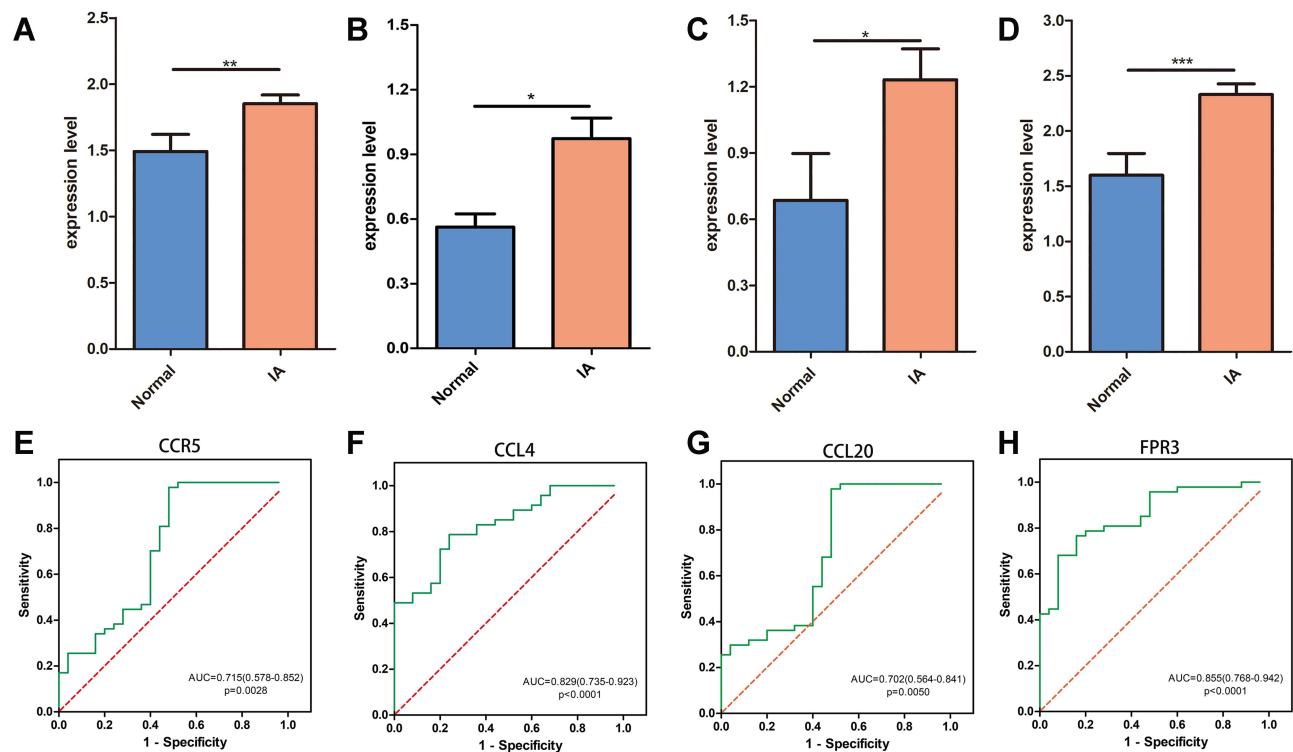 A
expression level
2.5
2.0
1.5
1.0
0.5
0.0
**
Normal
IA
B
expression level
1.5
1.2
0.9
0.6
0.3
0.0
*
Normal
IA
C
expression level
1.5
1.2
0.9
0.6
0.3
0.0
*
Normal
IA
D
expression level
3.0
2.5
2.0
1.5
1.0
0.5
0.0
***
Normal
IA
E
CCR5
Sensitivity
1.0
0.8
0.6
0.4
0.2
0.0
AUC=0.715(0.578-0.852)
p=0.0028
0.0 0.2 0.4 0.6 0.8 1.0
1 - Specificity
F
CCL4
Sensitivity
1.0
0.8
0.6
0.4
0.2
0.0
AUC=0.829(0.735-0.923)
p<0.0001
0.0 0.2 0.4 0.6 0.8 1.0
1 - Specificity
G
CCL20
Sensitivity
1.0
0.8
0.6
0.4
0.2
0.0
AUC=0.702(0.564-0.841)
p=0.0050
0.0 0.2 0.4 0.6 0.8 1.0
1 - Specificity
H
FPR3
Sensitivity
1.0
0.8
0.6
0.4
0.2
0.0
AUC=0.855(0.768-0.942)
p<0.0001
0.0 0.2 0.4 0.6 0.8 1.0
1 - Specificity